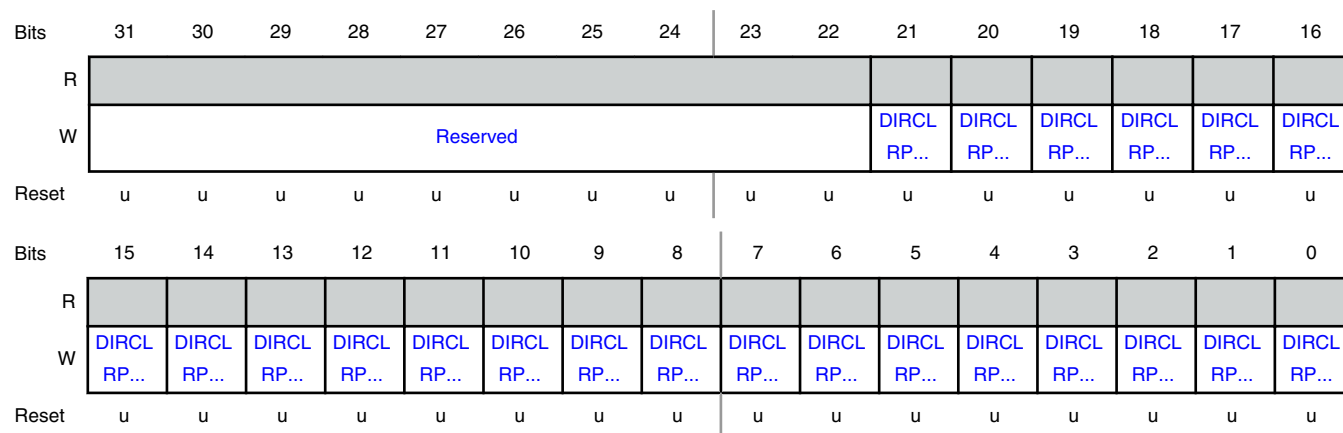 Bits 31 30 29 28 27 26 25 24 23 22 21 20 19 18 17 16
R
W Reserved DIRCL RP... DIRCL RP... DIRCL RP... DIRCL RP... DIRCL RP... DIRCL RP...
Reset u u u u u u u u u u u u u u u u
Bits 15 14 13 12 11 10 9 8 7 6 5 4 3 2 1 0
R
W DIRCL RP... DIRCL RP... DIRCL RP... DIRCL RP... DIRCL RP... DIRCL RP... DIRCL RP... DIRCL RP... DIRCL RP... DIRCL RP... DIRCL RP... DIRCL RP... DIRCL RP... DIRCL RP... DIRCL RP... DIRCL RP...
Reset u u u u u u u u u u u u u u u u